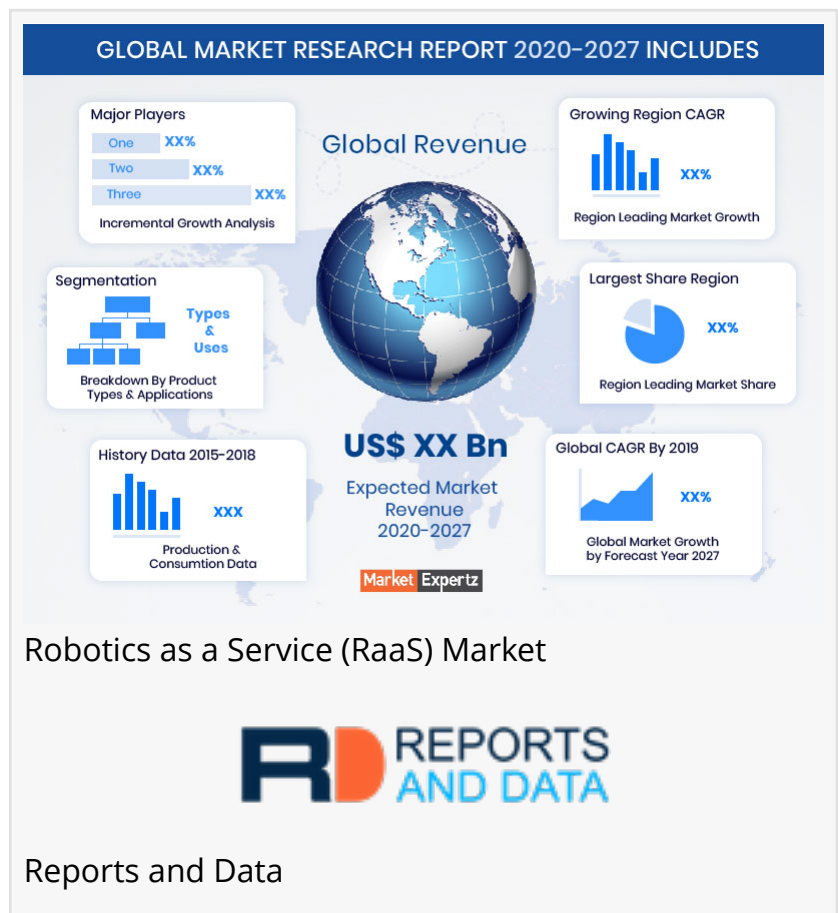 GLOBAL MARKET RESEARCH REPORT 2020-2027 INCLUDES
Major Players
One XX%
Two XX%
Three XX%
Incremental Growth Analysis
Global Revenue
Growing Region CAGR
XX%
Region Leading Market Growth
Segmentation
Types
&
Uses
Breakdown By Product
Types & Applications
Largest Share Region
XX%
Region Leading Market Share
History Data 2015-2018
XXX
Production &
Consumtion Data
US$ XX Bn
Expected Market
Revenue
2020-2027
Market Expertz
Global CAGR By 2019
XX%
Global Market Growth
by Forecast Year 2027
Robotics as a Service (RaaS) Market
RD REPORTS
AND DATA
Reports and Data